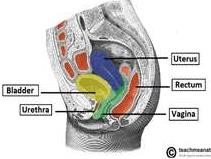 Uterus
Rectum
Bladder
Urethra
Vagina
teachmeanat